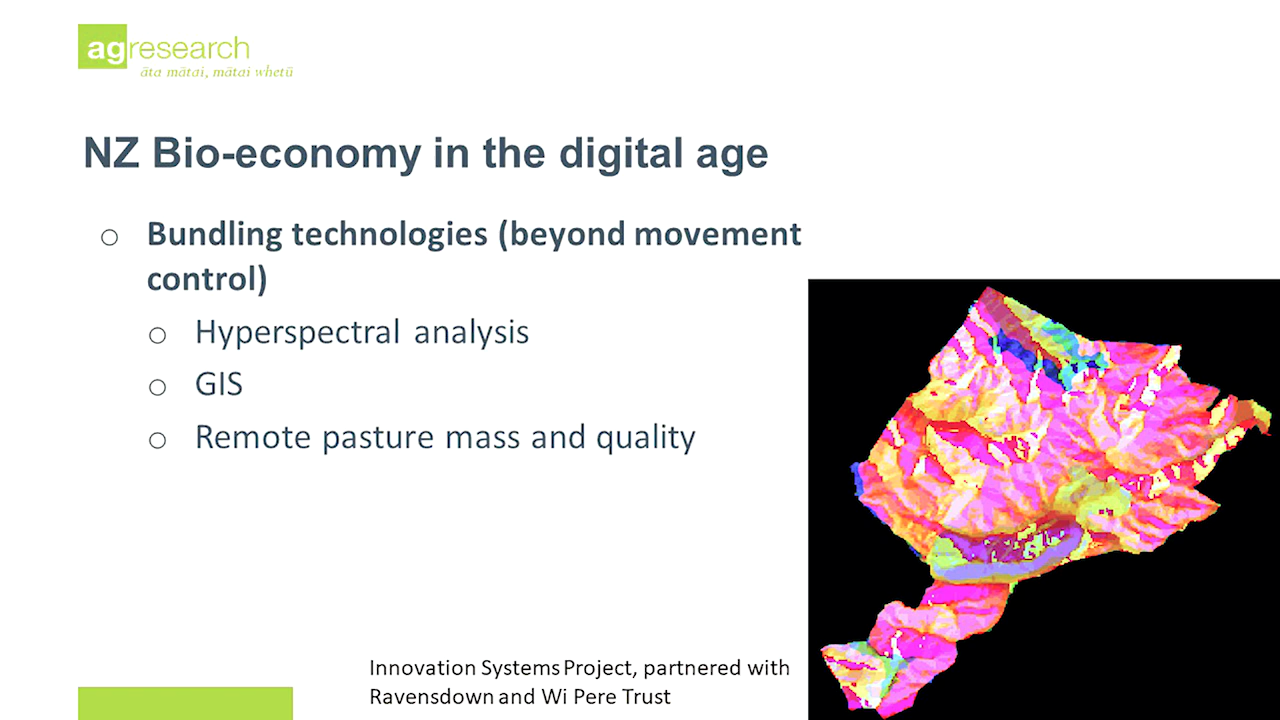 agresearch
āta mātai, mātai whetū
NZ Bio-economy in the digital age
Bundling technologies (beyond movement
control)
Hyperspectral analysis
GIS
Remote pasture mass and quality
Innovation Systems Project, partnered with
Ravensdown and Wi Pere Trust